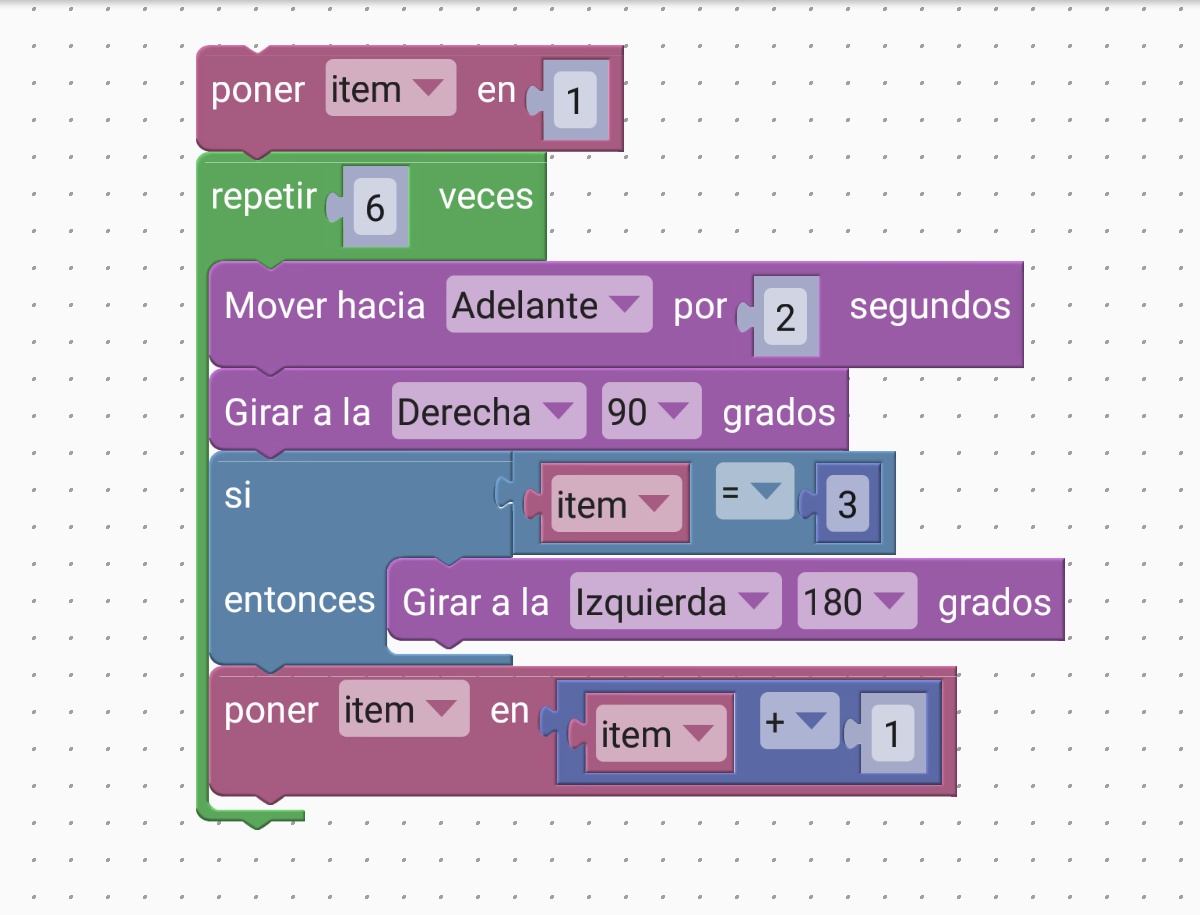 poner item en 1
repetir 6 veces
Mover hacia Adelante por 2 segundos
Girar a la Derecha 90 grados
si item = 3
entonces Girar a la Izquierda 180 grados
poner item en item + 1